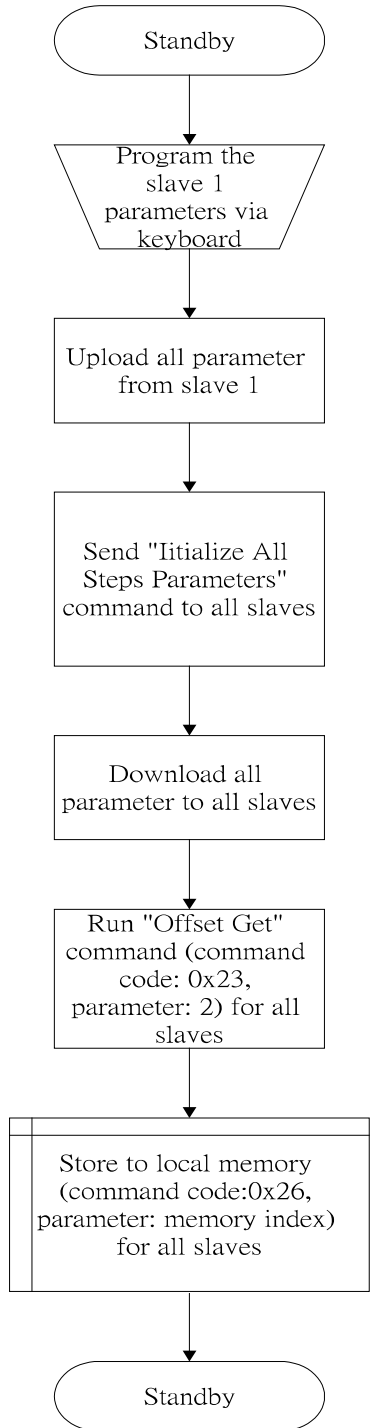 Standby
Program the
slave 1
parameters via
keyboard
Upload all parameter
from slave 1
Send "Iitialize All
Steps Parameters"
command to all slaves
Download all
parameter to all slaves
Run "Offset Get"
command (command
code: 0x23,
parameter: 2) for all
slaves
Store to local memory
(command code:0x26,
parameter: memory index)
for all slaves
Standby